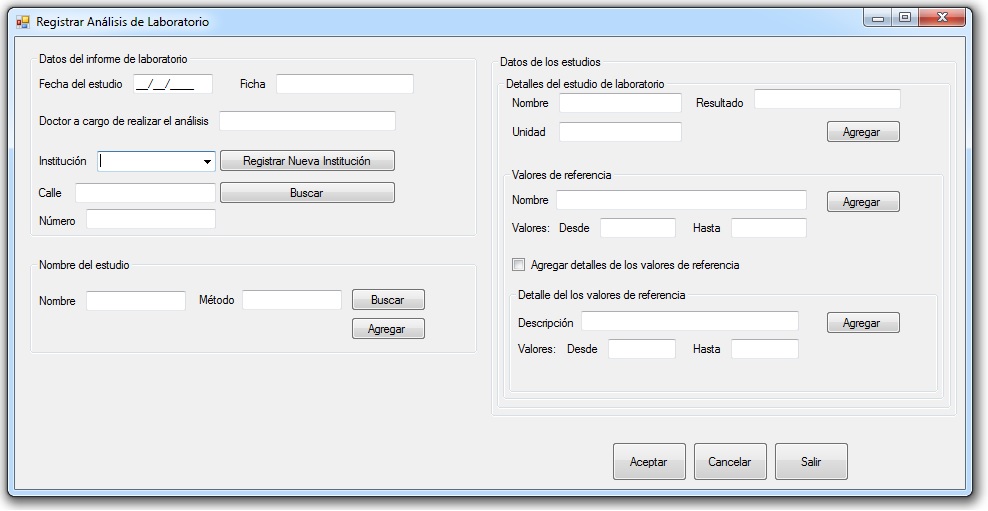 Registrar Análisis de Laboratorio
Datos del informe de laboratorio
Fecha del estudio __/__/____ Ficha
Doctor a cargo de realizar el análisis
Institución Registrar Nueva Institución
Calle Buscar
Número
Nombre del estudio
Nombre Método Buscar
Agregar
Datos de los estudios
Detalles del estudio de laboratorio
Nombre Resultado
Unidad Agregar
Valores de referencia
Nombre Agregar
Valores: Desde Hasta
Agregar detalles de los valores de referencia
Detalle del los valores de referencia
Descripción Agregar
Valores: Desde Hasta
Aceptar Cancelar Salir